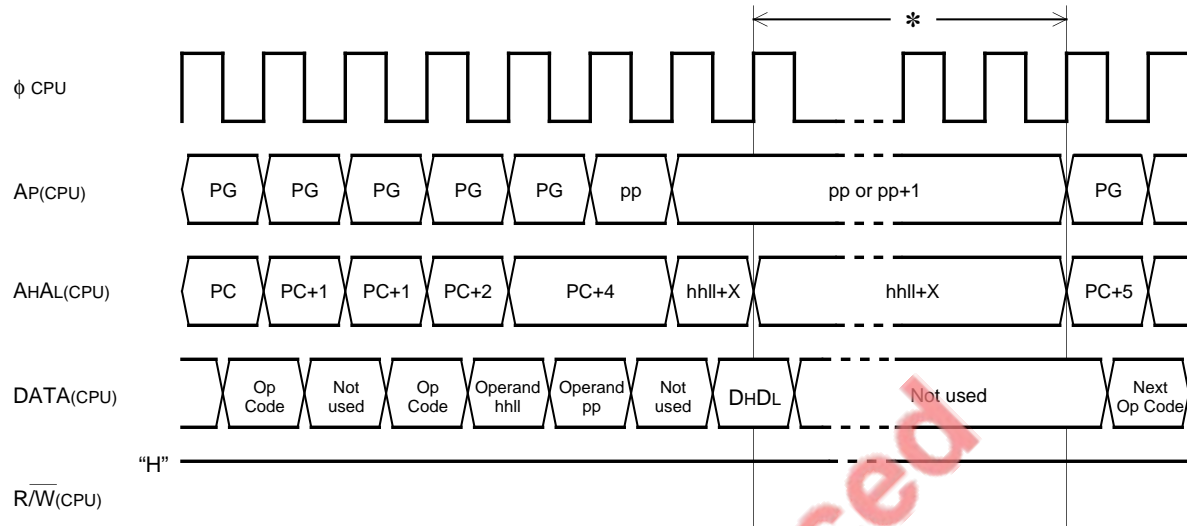 *
φ CPU
AP(CPU) PG PG PG PG PG pp pp or pp+1 PG
AHAL(CPU) PC PC+1 PC+1 PC+2 PC+4 hhll+X hhll+X PC+5
DATA(CPU) Op Code Not used Op Code Operand hhll Operand pp Not used DHDL Not used Next Op Code
"H"
R/W(CPU)